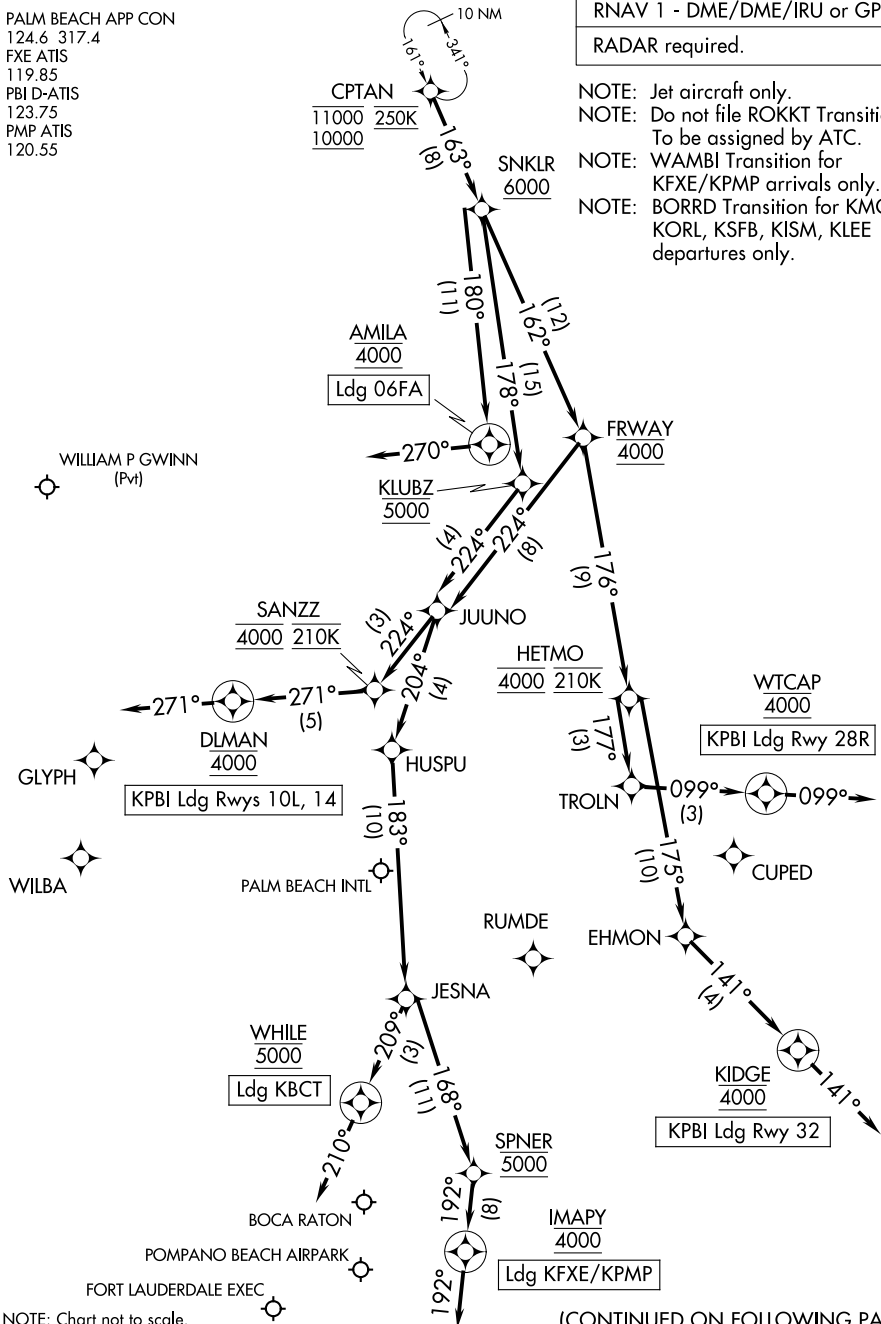 PALM BEACH APP CON
124.6 317.4
FXE ATIS
119.85
PBI D-ATIS
123.75
PMP ATIS
120.55
10 NM
161°
341°
RNAV 1 - DME/DME/IRU or GP
RADAR required.
NOTE: Jet aircraft only.
NOTE: Do not file ROKKT Transiti
To be assigned by ATC.
NOTE: WAMBI Transition for
KFXE/KPMP arrivals only.
NOTE: BORRD Transition for KMC
KORL, KSFB, KISM, KLEE
departures only.
CPTAN
11000 250K
10000
163°
(8)
SNKLR
6000
180°
(11)
178°
(15)
162°
(12)
AMILA
4000
Ldg 06FA
270°
FRWAY
4000
WILLIAM P GWINN
(Pvt)
KLUBZ
5000
224°
(4)
224°
(8)
176°
(9)
JUUNO
SANZZ
4000 210K
224°
(3)
204°
(4)
HETMO
4000 210K
177°
(3)
WTCAP
4000
KPBI Ldg Rwy 28R
271°
271°
(5)
DLMAN
4000
KPBI Ldg Rwys 10L, 14
GLYPH
HUSPU
TROLN
099°
(3)
099°
183°
(10)
175°
(10)
WILBA
PALM BEACH INTL
CUPED
RUMDE
EHMON
141°
(4)
JESNA
209°
(3)
168°
(11)
WHILE
5000
Ldg KBCT
210°
KIDGE
4000
KPBI Ldg Rwy 32
141°
SPNER
5000
192°
(8)
BOCA RATON
IMAPY
4000
Ldg KFXE/KPMP
POMPANO BEACH AIRPARK
FORT LAUDERDALE EXEC
192°
NOTE: Chart not to scale.
(CONTINUED ON FOLLOWING PA